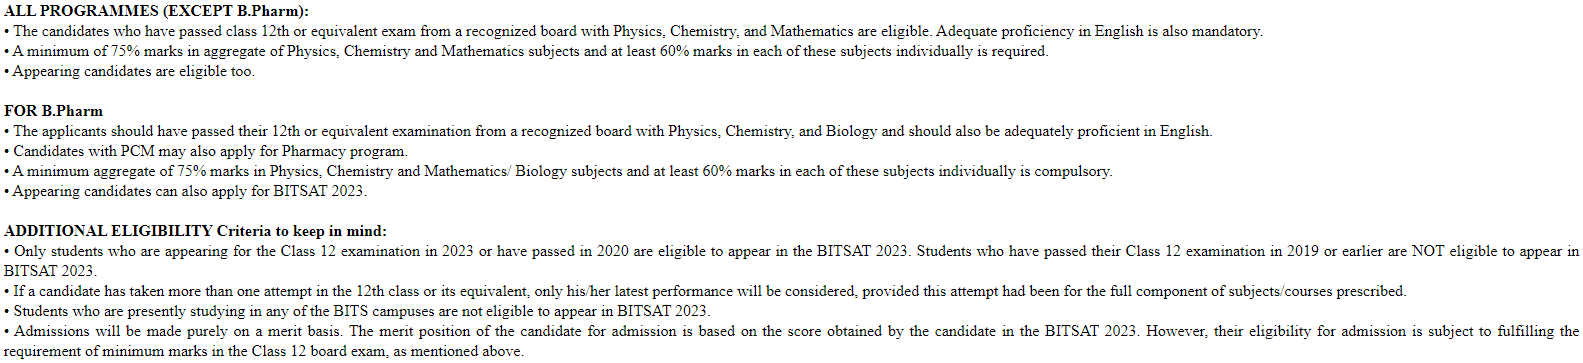 ALL PROGRAMMES (EXCEPT B.Pharm):
• The candidates who have passed class 12th or equivalent exam from a recognized board with Physics, Chemistry, and Mathematics are eligible. Adequate proficiency in English is also mandatory.
• A minimum of 75% marks in aggregate of Physics, Chemistry and Mathematics subjects and at least 60% marks in each of these subjects individually is required.
• Appearing candidates are eligible too.
FOR B.Pharm
• The applicants should have passed their 12th or equivalent examination from a recognized board with Physics, Chemistry, and Biology and should also be adequately proficient in English.
• Candidates with PCM may also apply for Pharmacy program.
• A minimum aggregate of 75% marks in Physics, Chemistry and Mathematics/ Biology subjects and at least 60% marks in each of these subjects individually is compulsory.
• Appearing candidates can also apply for BITSAT 2023.
ADDITIONAL ELIGIBILITY Criteria to keep in mind:
• Only students who are appearing for the Class 12 examination in 2023 or have passed in 2020 are eligible to appear in the BITSAT 2023. Students who have passed their Class 12 examination in 2019 or earlier are NOT eligible to appear in
BITSAT 2023.
• If a candidate has taken more than one attempt in the 12th class or its equivalent, only his/her latest performance will be considered, provided this attempt had been for the full component of subjects/courses prescribed.
• Students who are presently studying in any of the BITS campuses are not eligible to appear in BITSAT 2023.
• Admissions will be made purely on a merit basis. The merit position of the candidate for admission is based on the score obtained by the candidate in the BITSAT 2023. However, their eligibility for admission is subject to fulfilling the
requirement of minimum marks in the Class 12 board exam, as mentioned above.